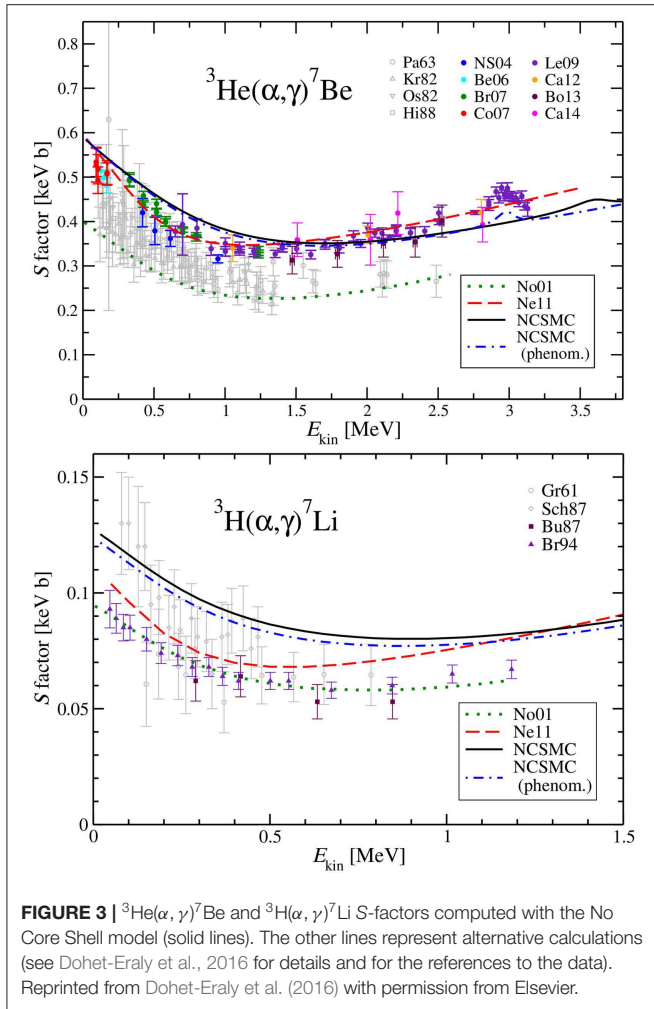 0.8
0.7
0.6
0.5
0.4
0.3
0.2
0.1
0
S factor [keV b]
³He(α,γ)⁷Be
Pa63
Kr82
Os82
Hi88
NS04
Be06
Br07
Co07
Le09
Ca12
Bo13
Ca14
No01
Ne11
NCSMC
NCSMC
(phenom.)
0 0.5 1 1.5 2 2.5 3 3.5
E_kin [MeV]
0.15
0.1
0.05
0
S factor [keV b]
³H(α,γ)⁷Li
Gr61
Sch87
Bu87
Br94
No01
Ne11
NCSMC
NCSMC
(phenom.)
0 0.5 1 1.5
E_kin [MeV]
FIGURE 3 | ³He(α, γ)⁷Be and ³H(α, γ)⁷Li S-factors computed with the No
Core Shell model (solid lines). The other lines represent alternative calculations
(see Dohet-Eraly et al., 2016 for details and for the references to the data).
Reprinted from Dohet-Eraly et al. (2016) with permission from Elsevier.